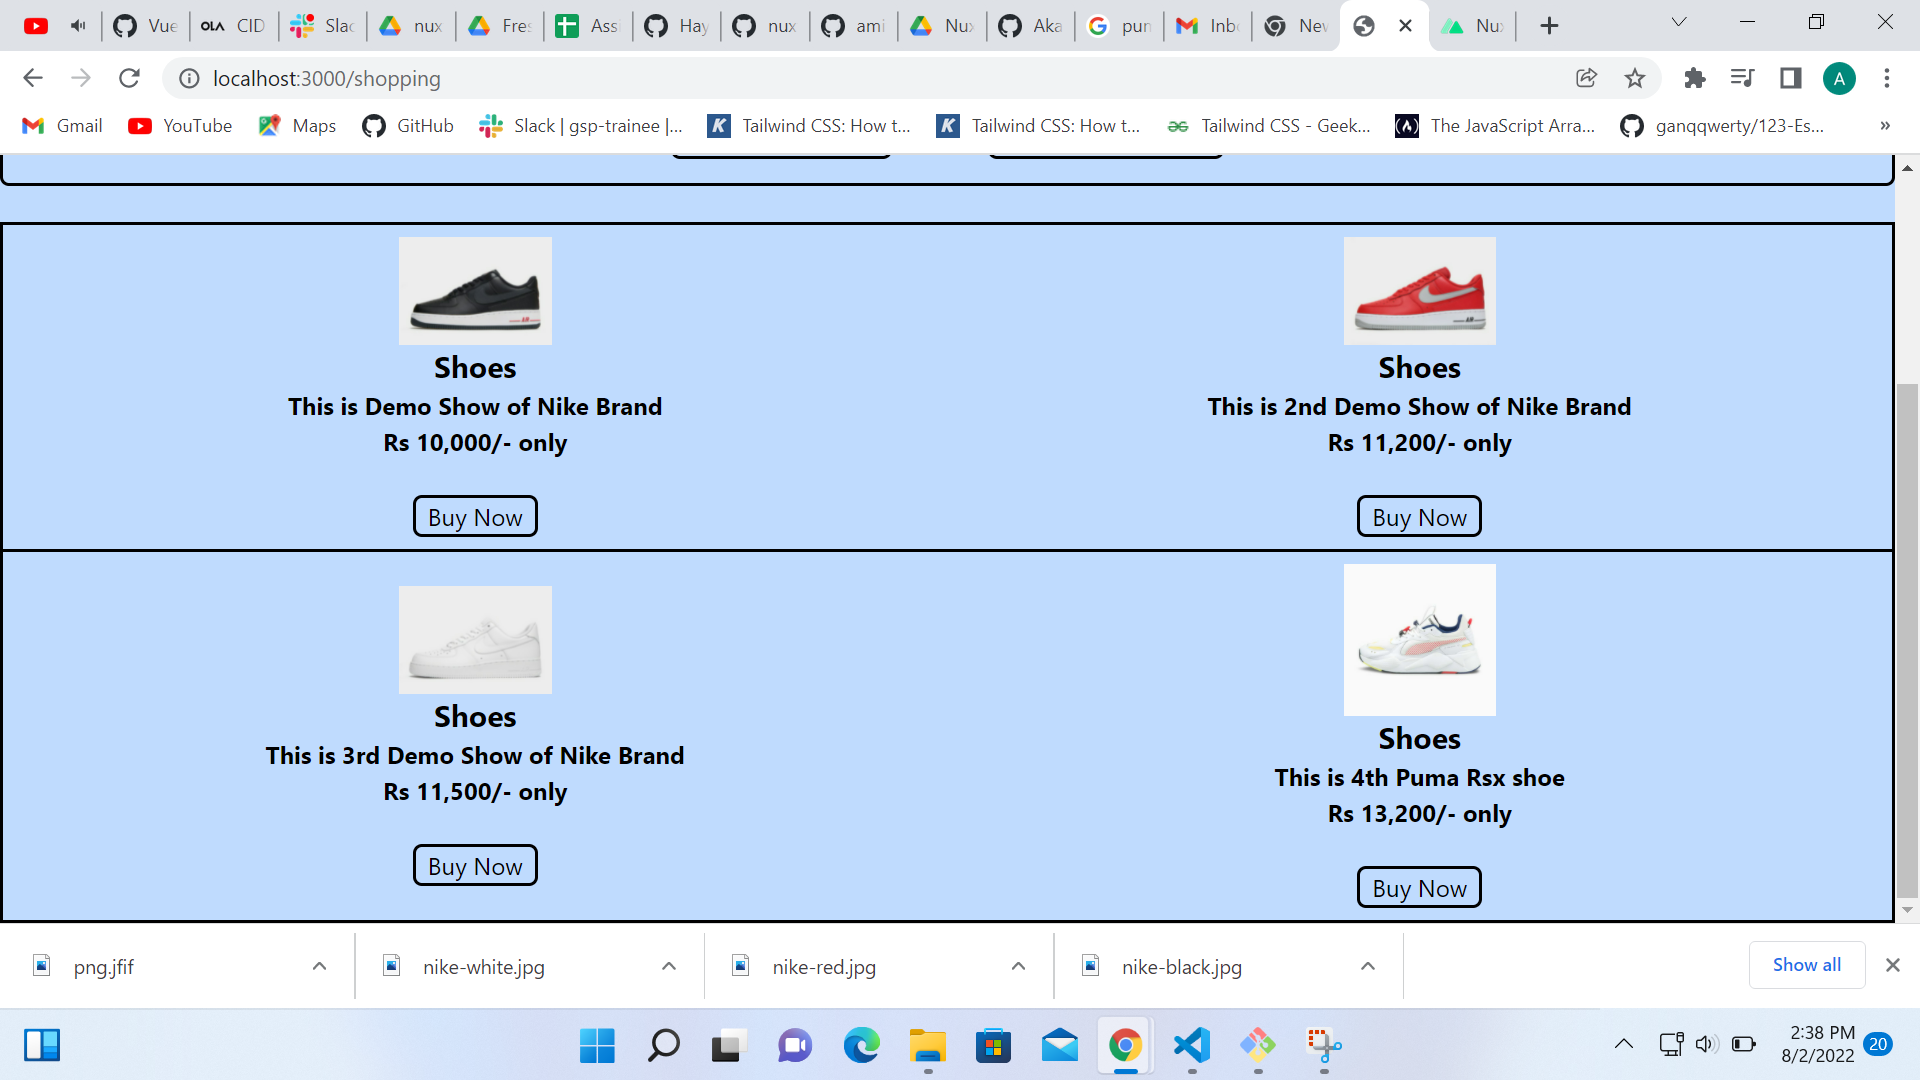 Vue CID Slac nux Fres Assi Hay nux ami Nux Aka pun Inbo New Nux
localhost:3000/shopping
Gmail YouTube Maps GitHub Slack | gsp-trainee |... Tailwind CSS: How t... Tailwind CSS: How t... Tailwind CSS - Geek... The JavaScript Arra... ganqqwerty/123-Es... »
Shoes
This is Demo Show of Nike Brand
Rs 10,000/- only
Buy Now
Shoes
This is 2nd Demo Show of Nike Brand
Rs 11,200/- only
Buy Now
Shoes
This is 3rd Demo Show of Nike Brand
Rs 11,500/- only
Buy Now
Shoes
This is 4th Puma Rsx shoe
Rs 13,200/- only
Buy Now
png.jfif nike-white.jpg nike-red.jpg nike-black.jpg Show all
2:38 PM
8/2/2022 20